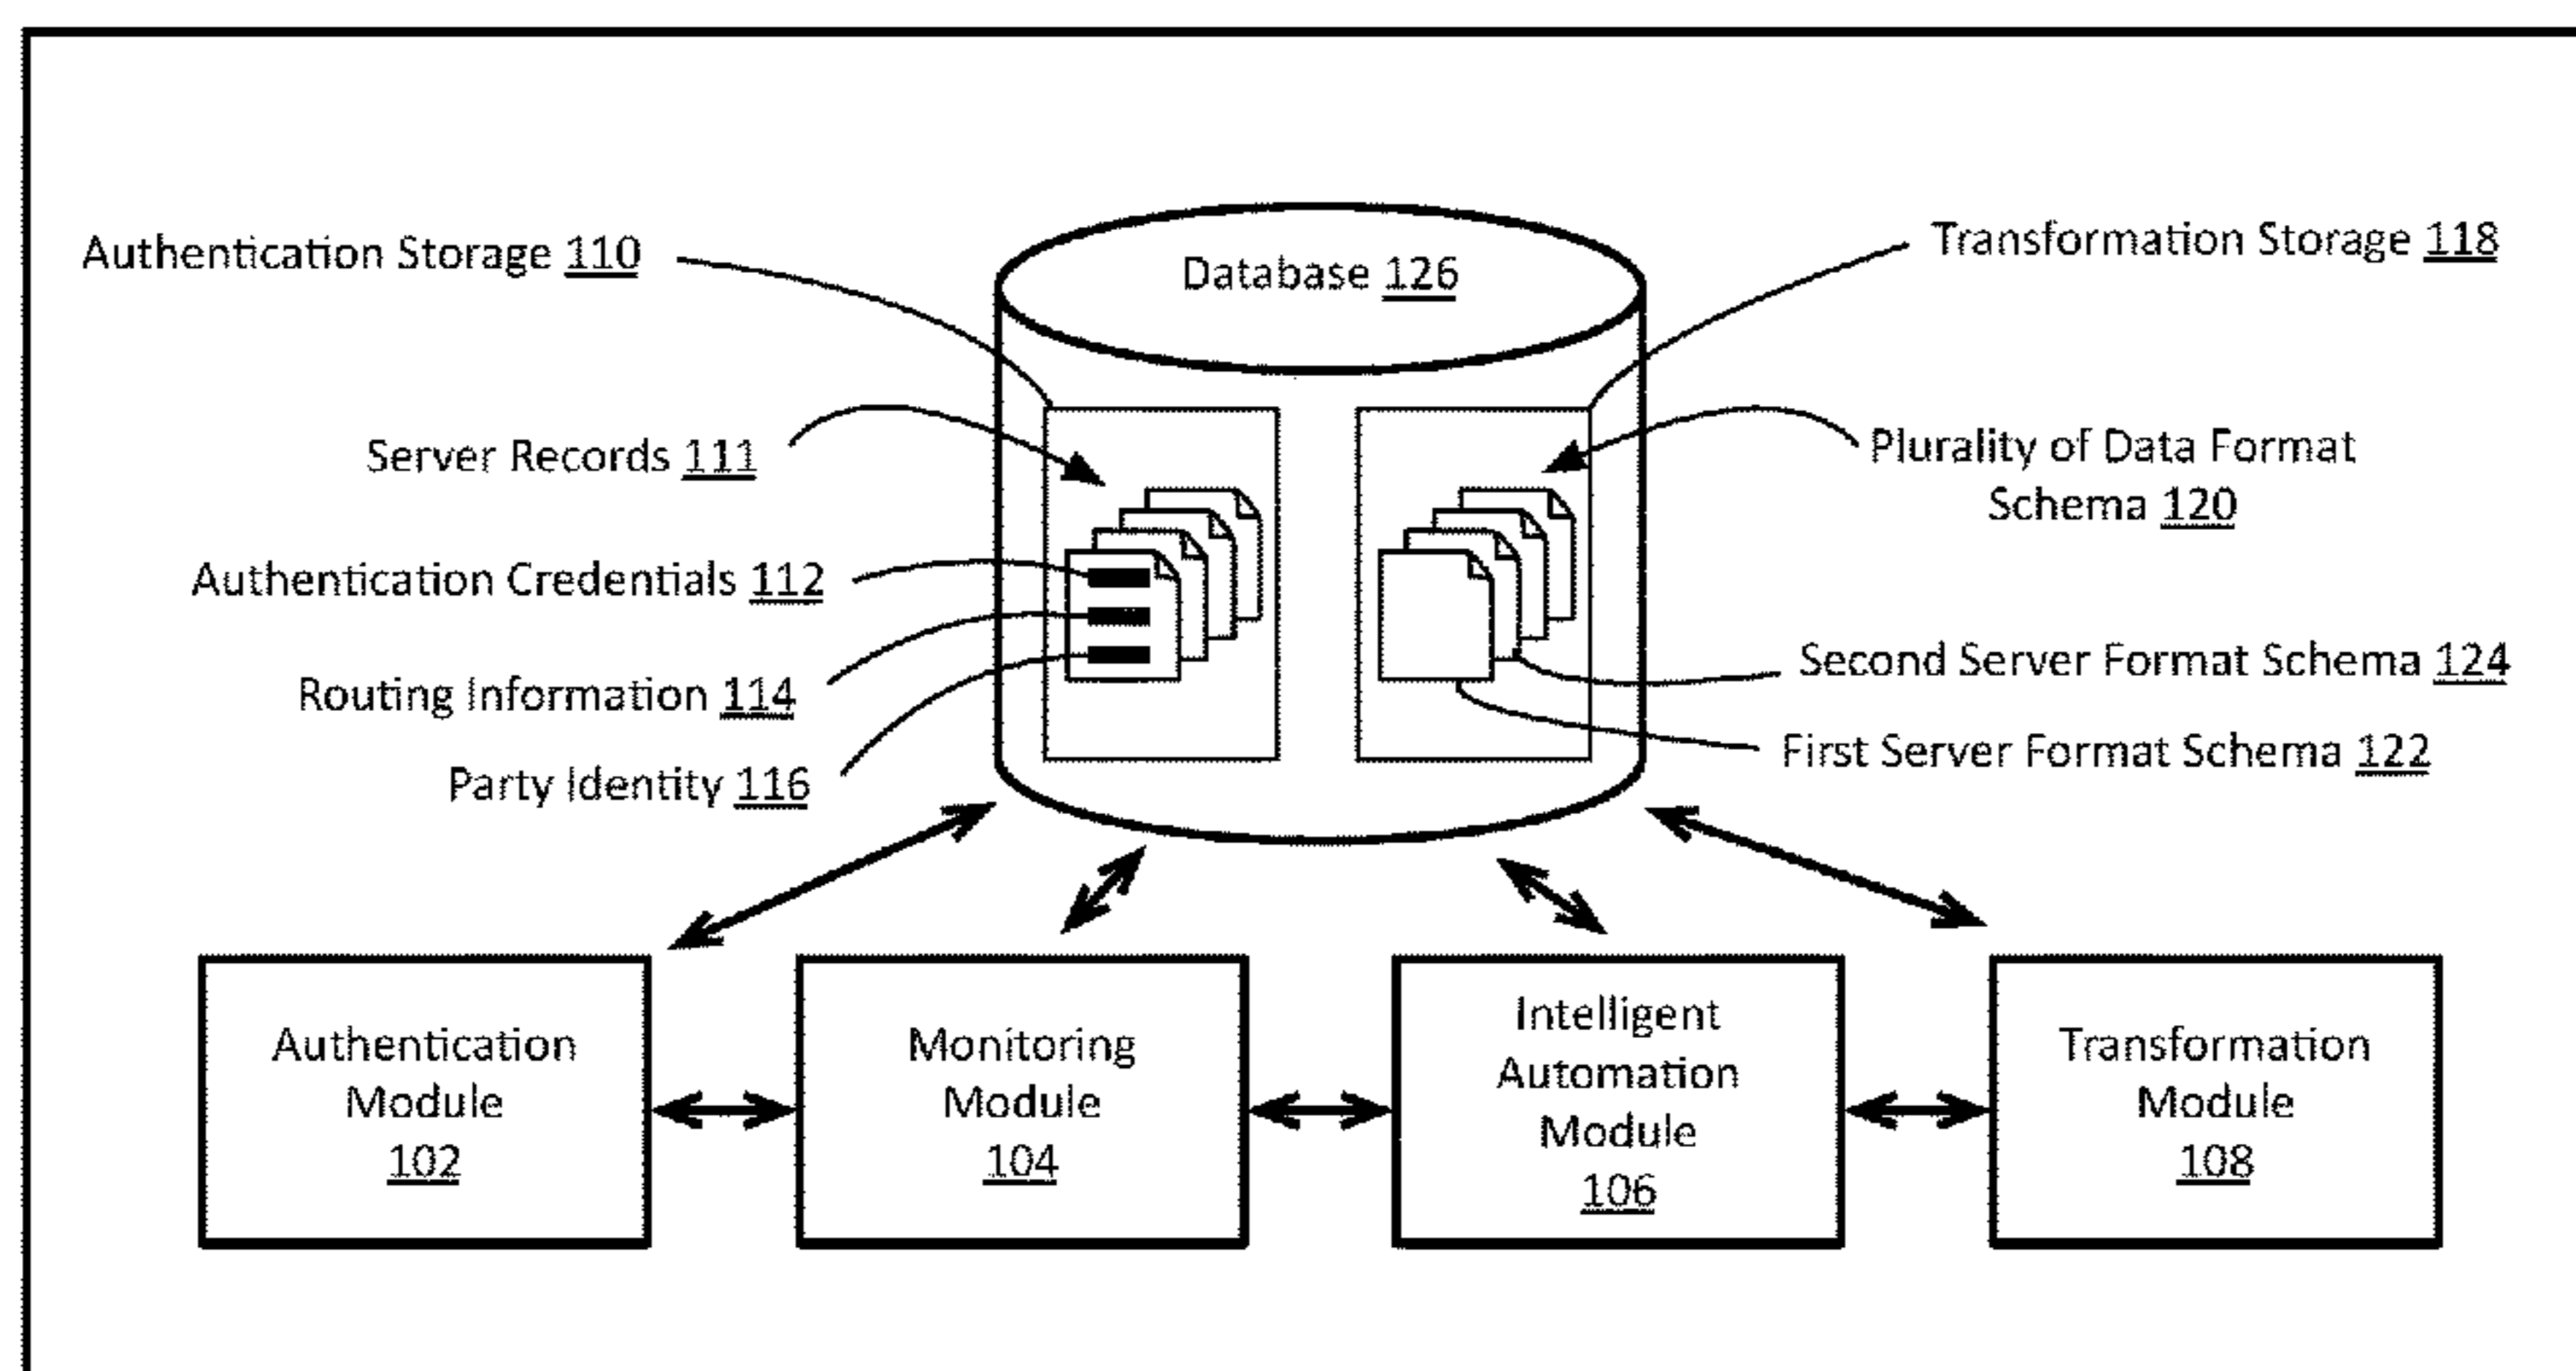 Database 126
Authentication Storage 110
Transformation Storage 118
Server Records 111
Plurality of Data Format
Schema 120
Authentication Credentials 112
Second Server Format Schema 124
Routing Information 114
First Server Format Schema 122
Party Identity 116
Authentication
Module
102
Monitoring
Module
104
Intelligent
Automation
Module
106
Transformation
Module
108